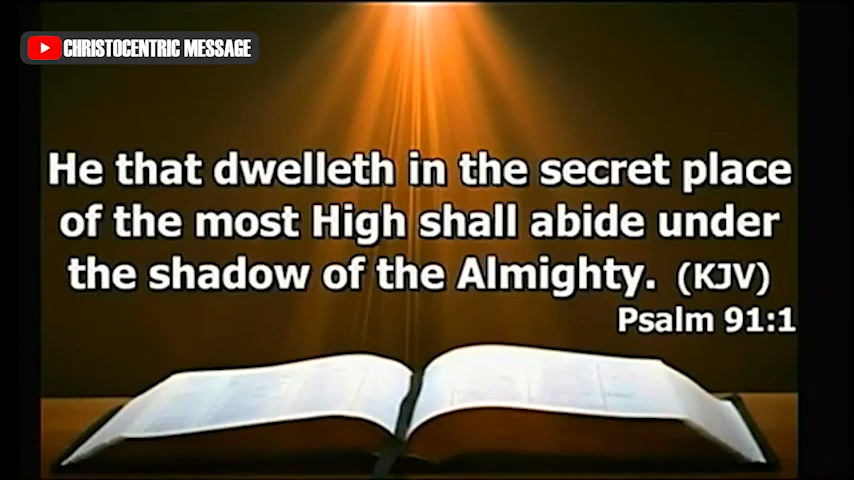 CHRISTOCENTRIC MESSAGE
He that dwelleth in the secret place
of the most High shall abide under
the shadow of the Almighty. (KJV)
Psalm 91:1